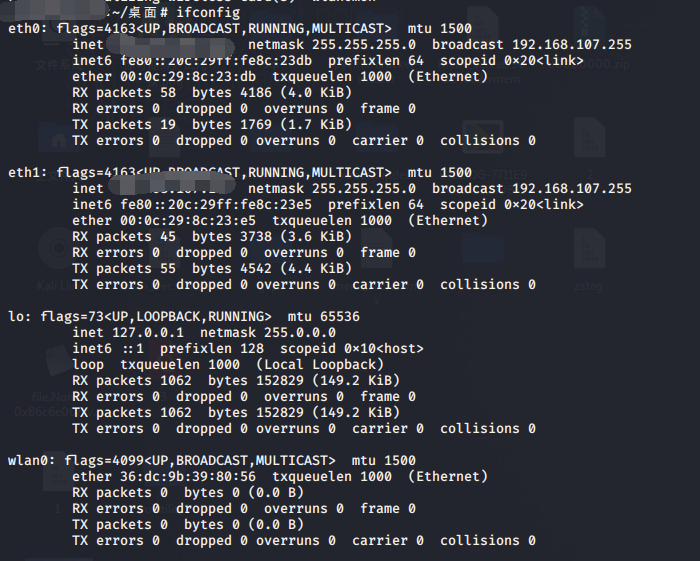 :~/桌面# ifconfig
eth0: flags=4163<UP,BROADCAST,RUNNING,MULTICAST>  mtu 1500
inet netmask 255.255.255.0  broadcast 192.168.107.255
inet6 fe80::20c:29ff:fe8c:23db  prefixlen 64  scopeid 0×20<link>
ether 00:0c:29:8c:23:db  txqueuelen 1000  (Ethernet)
RX packets 58  bytes 4186 (4.0 KiB)
RX errors 0  dropped 0  overruns 0  frame 0
TX packets 19  bytes 1769 (1.7 KiB)
TX errors 0  dropped 0 overruns 0  carrier 0  collisions 0
eth1: flags=4163<UP,BROADCAST,RUNNING,MULTICAST>  mtu 1500
inet netmask 255.255.255.0  broadcast 192.168.107.255
inet6 fe80::20c:29ff:fe8c:23e5  prefixlen 64  scopeid 0×20<link>
ether 00:0c:29:8c:23:e5  txqueuelen 1000  (Ethernet)
RX packets 45  bytes 3738 (3.6 KiB)
RX errors 0  dropped 0  overruns 0  frame 0
TX packets 55  bytes 4542 (4.4 KiB)
TX errors 0  dropped 0 overruns 0  carrier 0  collisions 0
lo: flags=73<UP,LOOPBACK,RUNNING>  mtu 65536
inet 127.0.0.1  netmask 255.0.0.0
inet6 ::1  prefixlen 128  scopeid 0×10<host>
loop  txqueuelen 1000  (Local Loopback)
RX packets 1062  bytes 152829 (149.2 KiB)
RX errors 0  dropped 0  overruns 0  frame 0
TX packets 1062  bytes 152829 (149.2 KiB)
TX errors 0  dropped 0 overruns 0  carrier 0  collisions 0
wlan0: flags=4099<UP,BROADCAST,MULTICAST>  mtu 1500
ether 36:dc:9b:39:80:56  txqueuelen 1000  (Ethernet)
RX packets 0  bytes 0 (0.0 B)
RX errors 0  dropped 0  overruns 0  frame 0
TX packets 0  bytes 0 (0.0 B)
TX errors 0  dropped 0 overruns 0  carrier 0  collisions 0